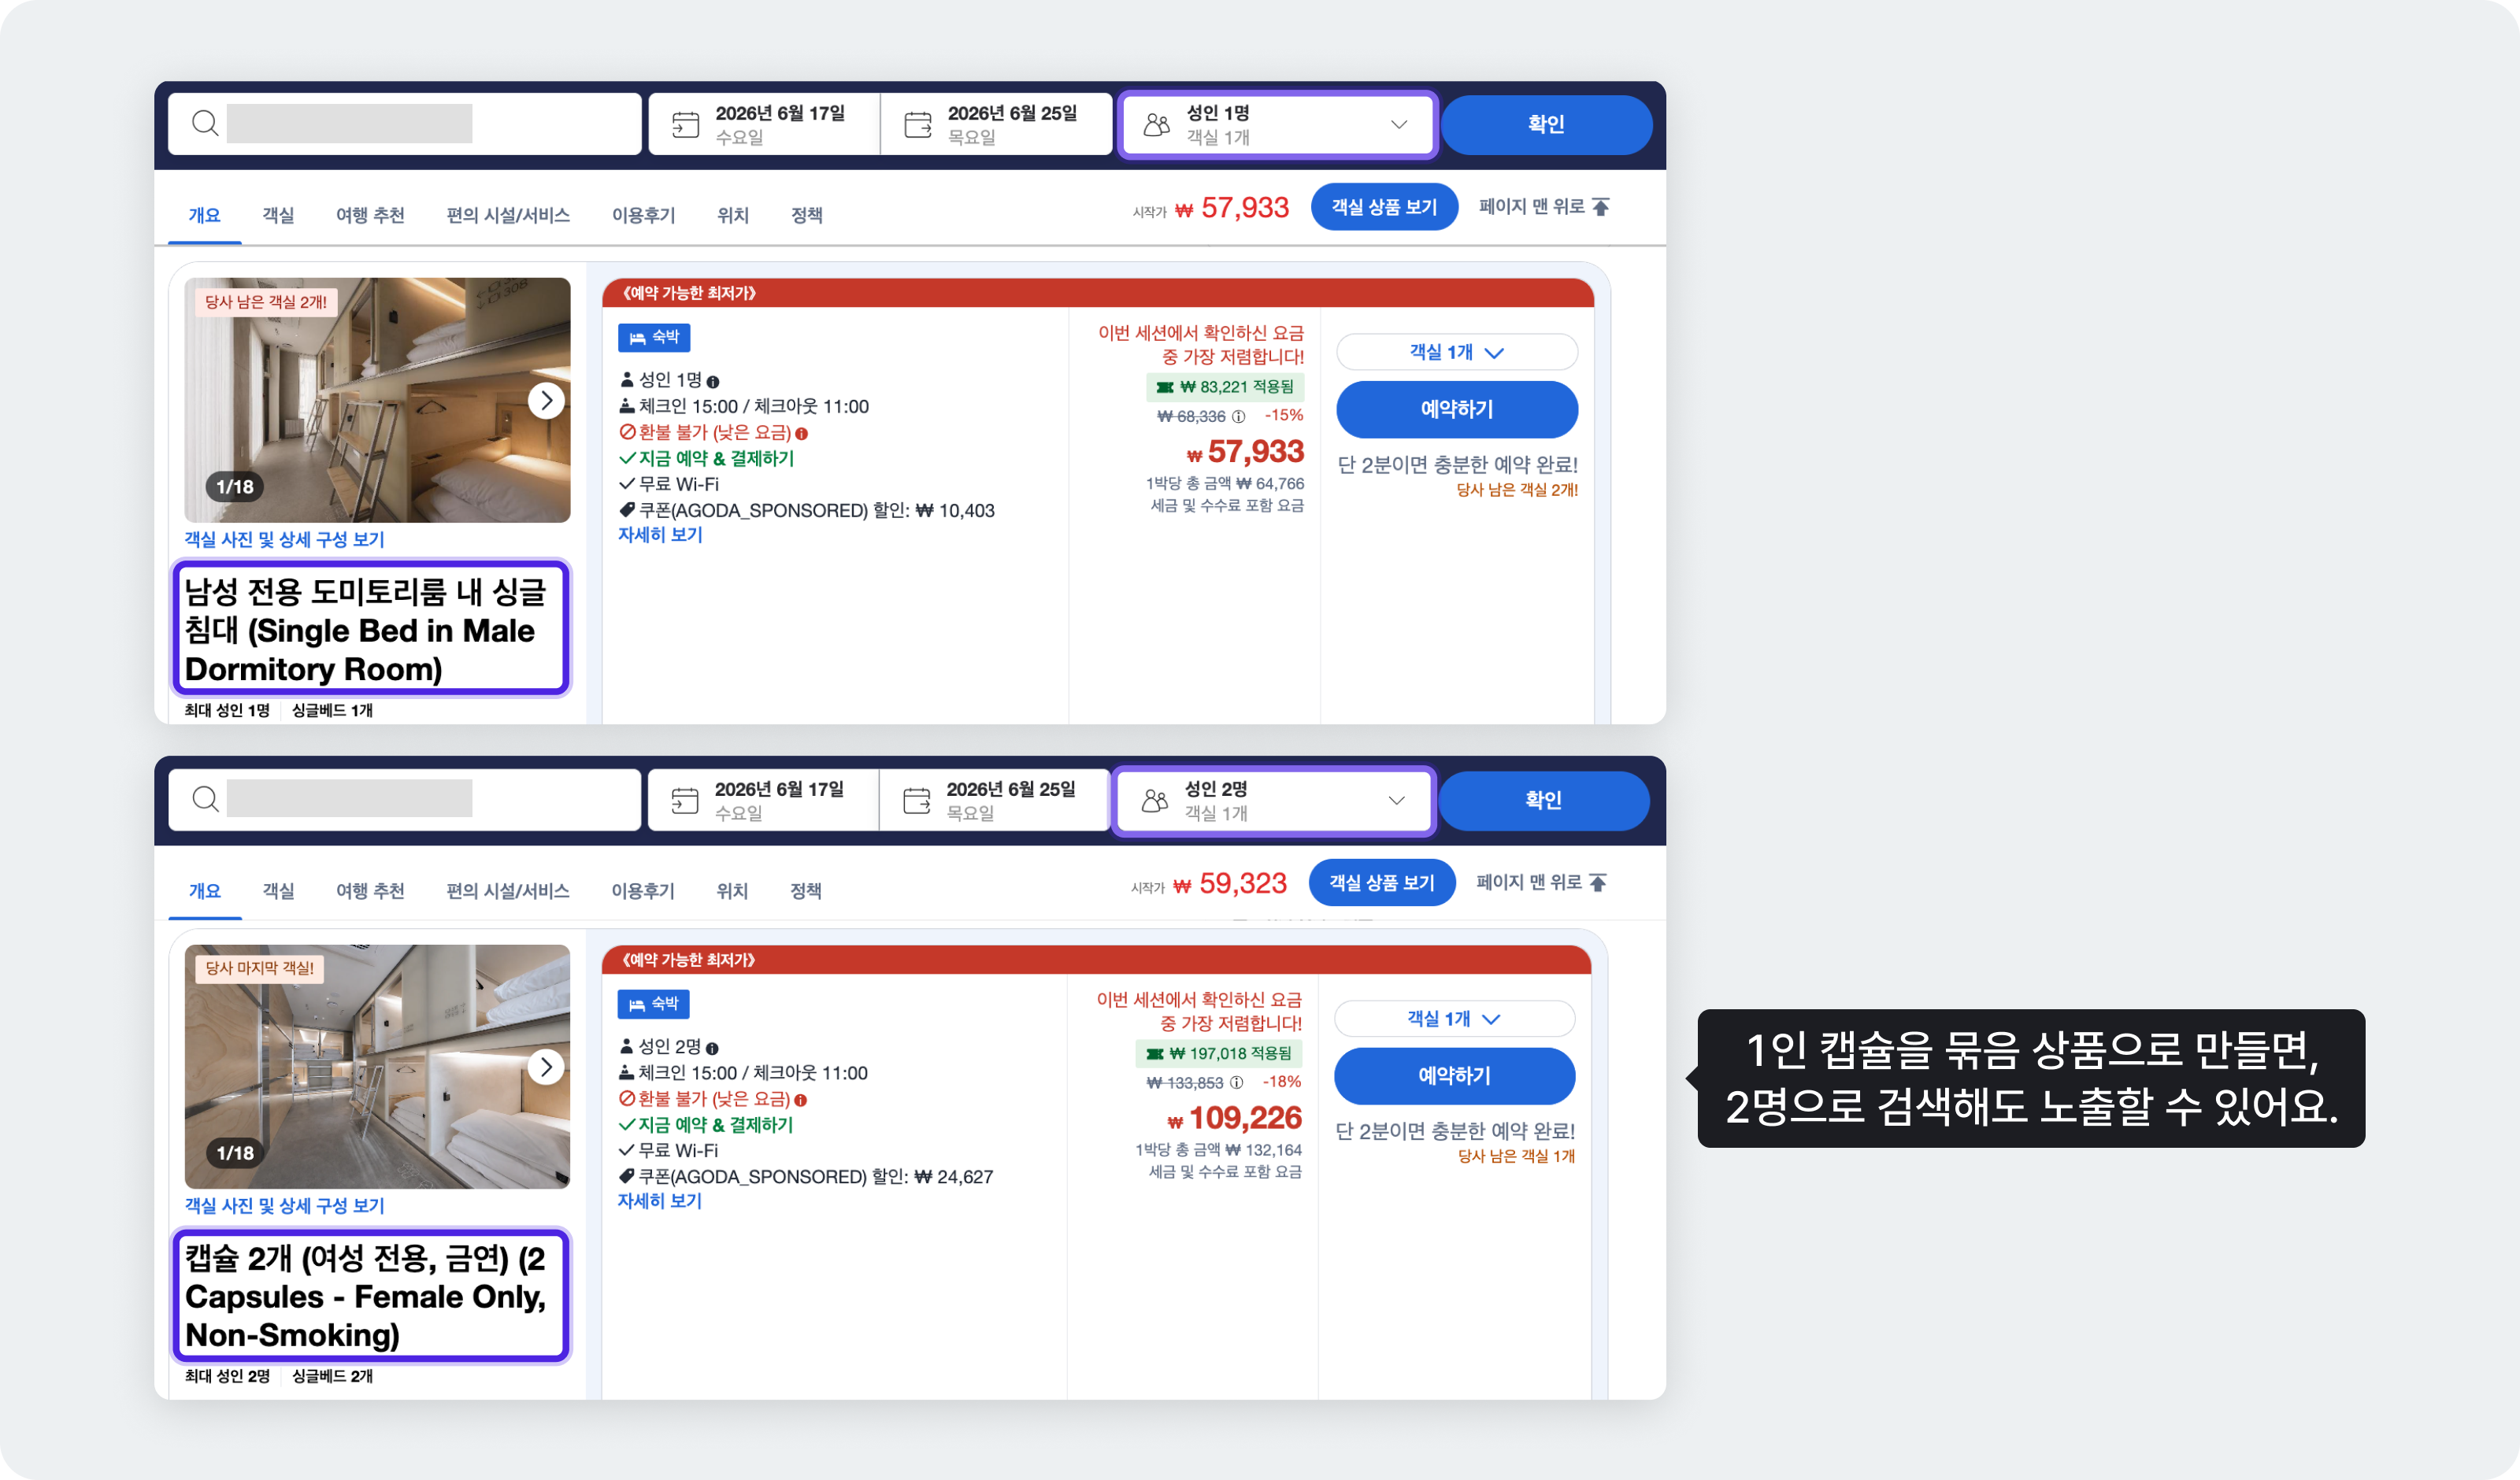 2026년 6월 17일
수요일
2026년 6월 25일
목요일
성인 1명
객실 1개
확인
개요 객실 여행 추천 편의 시설/서비스 이용후기 위치 정책
시작가 ₩ 57,933
객실 상품 보기
페이지 맨 위로
당사 남은 객실 2개!
1/18
객실 사진 및 상세 구성 보기
남성 전용 도미토리룸 내 싱글
침대 (Single Bed in Male
Dormitory Room)
최대 성인 1명 싱글베드 1개
《예약 가능한 최저가》
숙박
성인 1명
체크인 15:00 / 체크아웃 11:00
환불 불가 (낮은 요금)
지금 예약 & 결제하기
무료 Wi-Fi
쿠폰(AGODA_SPONSORED) 할인: ₩ 10,403
자세히 보기
이번 세션에서 확인하신 요금
중 가장 저렴합니다!
₩ 83,221 적용됨
₩ 68,336 -15%
₩ 57,933
1박당 총 금액 ₩ 64,766
세금 및 수수료 포함 요금
객실 1개
예약하기
단 2분이면 충분한 예약 완료!
당사 남은 객실 2개!
2026년 6월 17일
수요일
2026년 6월 25일
목요일
성인 2명
객실 1개
확인
개요 객실 여행 추천 편의 시설/서비스 이용후기 위치 정책
시작가 ₩ 59,323
객실 상품 보기
페이지 맨 위로
당사 마지막 객실!
1/18
객실 사진 및 상세 구성 보기
캡슐 2개 (여성 전용, 금연) (2
Capsules - Female Only,
Non-Smoking)
최대 성인 2명 싱글베드 2개
《예약 가능한 최저가》
숙박
성인 2명
체크인 15:00 / 체크아웃 11:00
환불 불가 (낮은 요금)
지금 예약 & 결제하기
무료 Wi-Fi
쿠폰(AGODA_SPONSORED) 할인: ₩ 24,627
자세히 보기
이번 세션에서 확인하신 요금
중 가장 저렴합니다!
₩ 197,018 적용됨
₩ 133,853 -18%
₩ 109,226
1박당 총 금액 ₩ 132,164
세금 및 수수료 포함 요금
객실 1개
예약하기
단 2분이면 충분한 예약 완료!
당사 남은 객실 1개
1인 캡슐을 묶음 상품으로 만들면,
2명으로 검색해도 노출할 수 있어요.